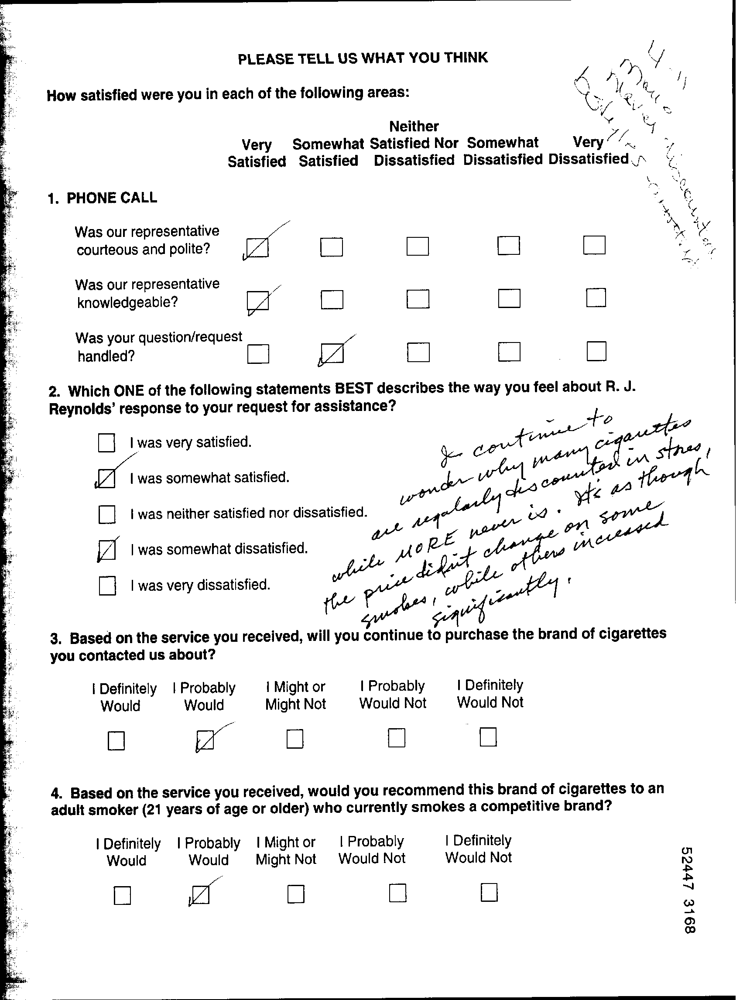 PLEASE TELL US WHAT YOU THINK
4-11
How satisfied were you in each of the following areas:
Neither
Very Somewhat Satisfied Nor Somewhat Very
Satisfied Satisfied Dissatisfied Dissatisfied Dissatisfied
never discounted
1. PHONE CALL
Was our representative
courteous and polite?
Was our representative
knowledgeable?
Was your question/request
handled?
2. Which ONE of the following statements BEST describes the way you feel about R. J.
Reynolds' response to your request for assistance?
I was very satisfied.
I was somewhat satisfied.
I was neither satisfied nor dissatisfied.
I was somewhat dissatisfied.
I was very dissatisfied.
I continue to
wonder why many cigarettes
are regularly discounted in stores,
while MORE never is. It's as though
the price didn't change on some
smokes, while others increased
significantly.
3. Based on the service you received, will you continue to purchase the brand of cigarettes
you contacted us about?
I Definitely I Probably I Might or I Probably I Definitely
Would Would Might Not Would Not Would Not
4. Based on the service you received, would you recommend this brand of cigarettes to an
adult smoker (21 years of age or older) who currently smokes a competitive brand?
I Definitely I Probably I Might or I Probably I Definitely
Would Would Might Not Would Not Would Not
52447 3168